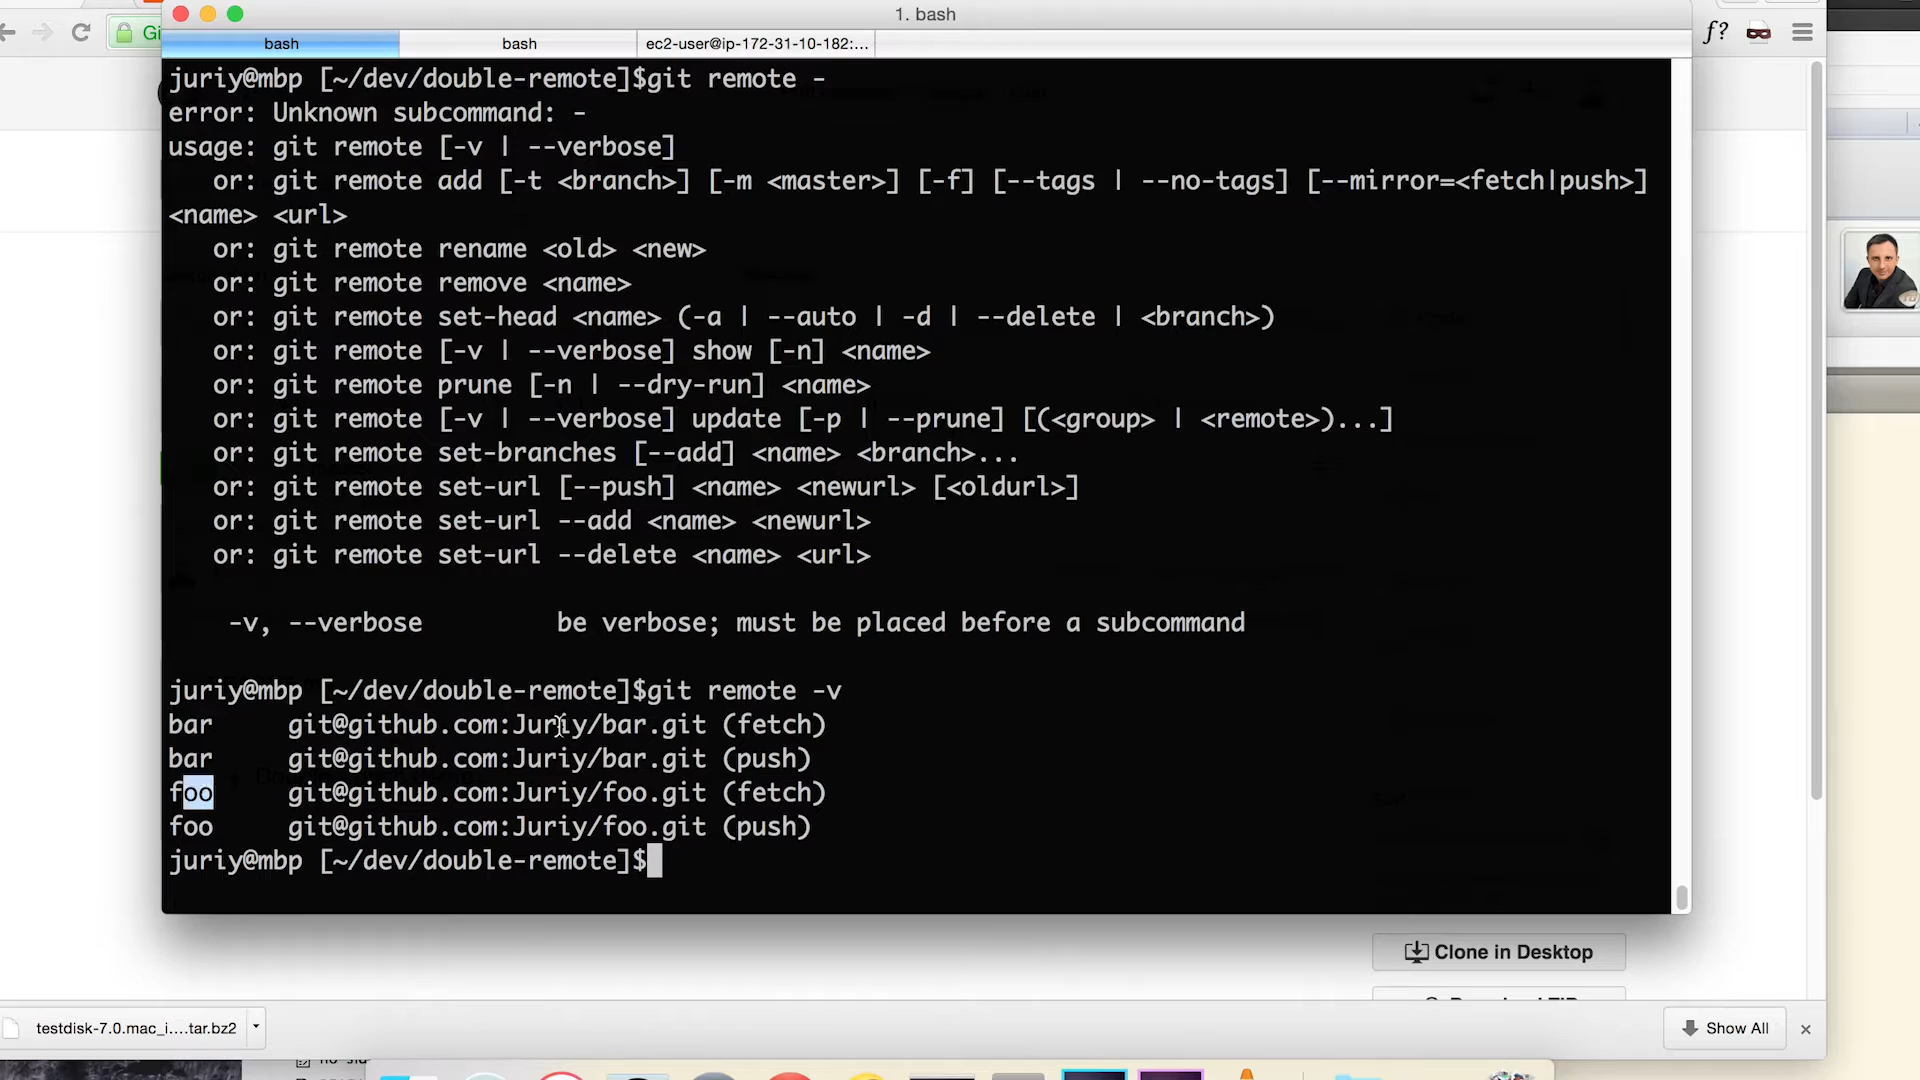 1. bash
Gi
f?
bash
bash
ec2-user@ip-172-31-10-182:...
juriy@mbp [~/dev/double-remote]$git remote -
error: Unknown subcommand: -
usage: git remote [-v | --verbose]
or: git remote add [-t <branch>] [-m <master>] [-f] [--tags | --no-tags] [--mirror=<fetch|push>]
<name> <url>
or: git remote rename <old> <new>
or: git remote remove <name>
or: git remote set-head <name> (-a | --auto | -d | --delete | <branch>)
or: git remote [-v | --verbose] show [-n] <name>
or: git remote prune [-n | --dry-run] <name>
or: git remote [-v | --verbose] update [-p | --prune] [(<group> | <remote>)...]
or: git remote set-branches [--add] <name> <branch>...
or: git remote set-url [--push] <name> <newurl> [<oldurl>]
or: git remote set-url --add <name> <newurl>
or: git remote set-url --delete <name> <url>
-v, --verbose be verbose; must be placed before a subcommand
juriy@mbp [~/dev/double-remote]$git remote -v
bar git@github.com:Juriy/bar.git (fetch)
bar git@github.com:Juriy/bar.git (push)
foo git@github.com:Juriy/foo.git (fetch)
foo git@github.com:Juriy/foo.git (push)
juriy@mbp [~/dev/double-remote]$
Clone in Desktop
testdisk-7.0.mac_i....tar.bz2
Show All